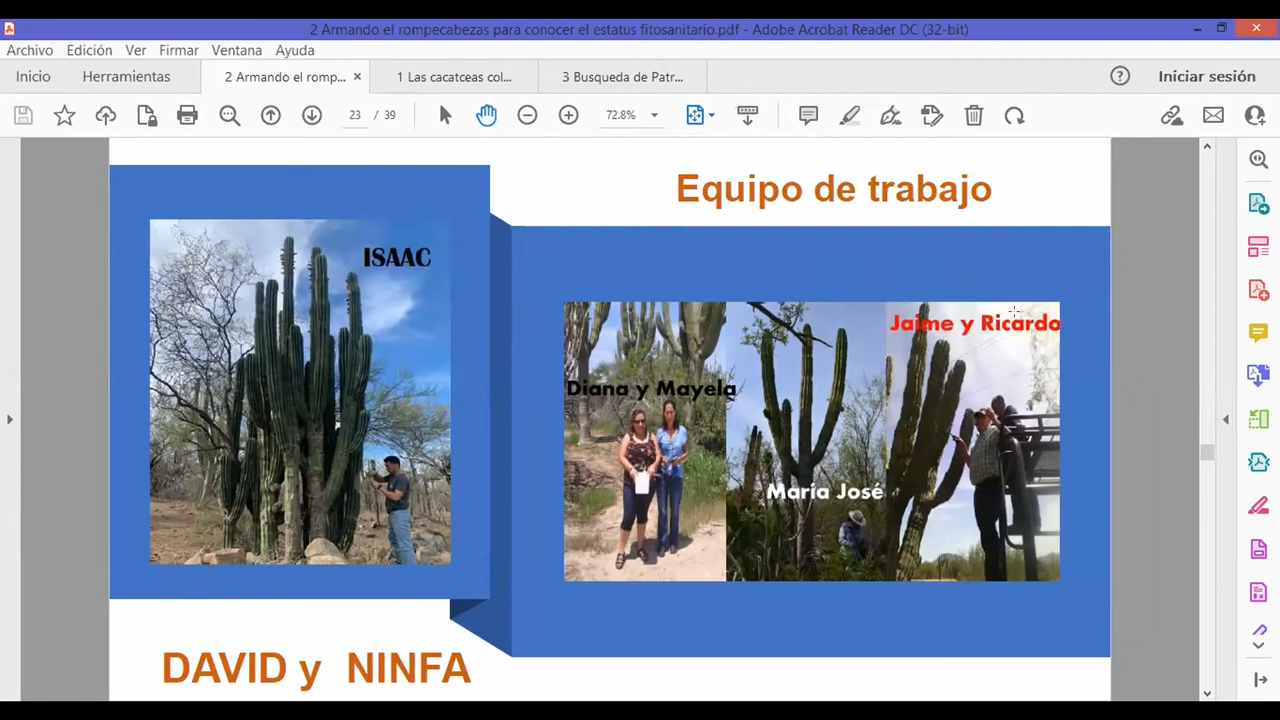 2 Armando el rompecabezas para conocer el estatus fitosanitario.pdf - Adobe Acrobat Reader DC (32-bit)
Archivo Edición Ver Firmar Ventana Ayuda
Inicio Herramientas 2 Armando el romp... × 1 Las cacatceas col... 3 Busqueda de Patr... Iniciar sesión
23 / 39 72.8%
Equipo de trabajo
ISAAC
Jaime y Ricardo
Diana y Mayela
María José
DAVID y NINFA